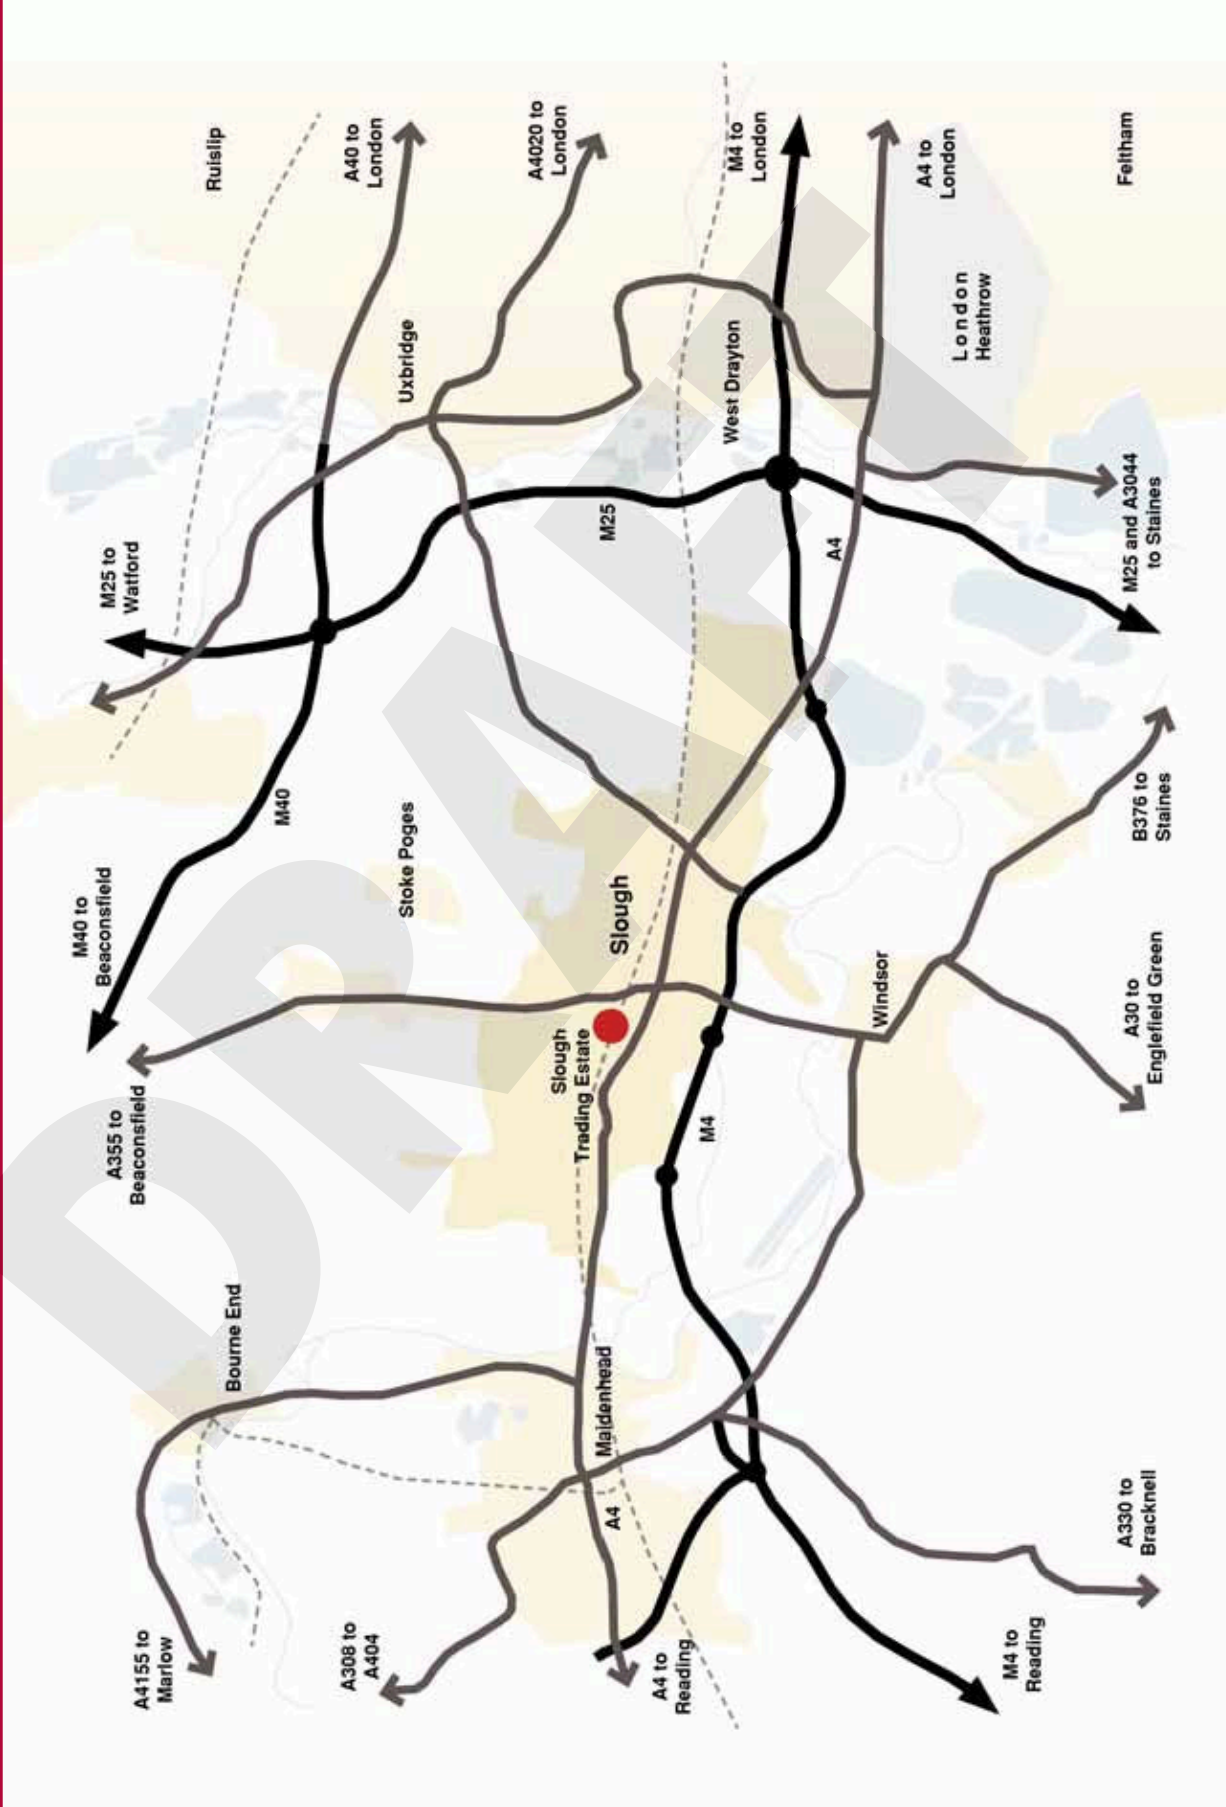 Ruislip
A40 to
London
A4020 to
London
M4 to
London
A4 to
London
Feltham
Uxbridge
West Drayton
London
Heathrow
M25 to
Watford
M25
A4
M25 and A3044
to Staines
M40
M40 to
Beaconsfield
Stoke Poges
Slough
B376 to
Staines
Windsor
A30 to
Englefield Green
A355 to
Beaconsfield
Slough
Trading Estate
M4
Bourne End
Maidenhead
A4
A4155 to
Marlow
A308 to
A404
A4 to
Reading
M4 to
Reading
A330 to
Bracknell
DRAFT